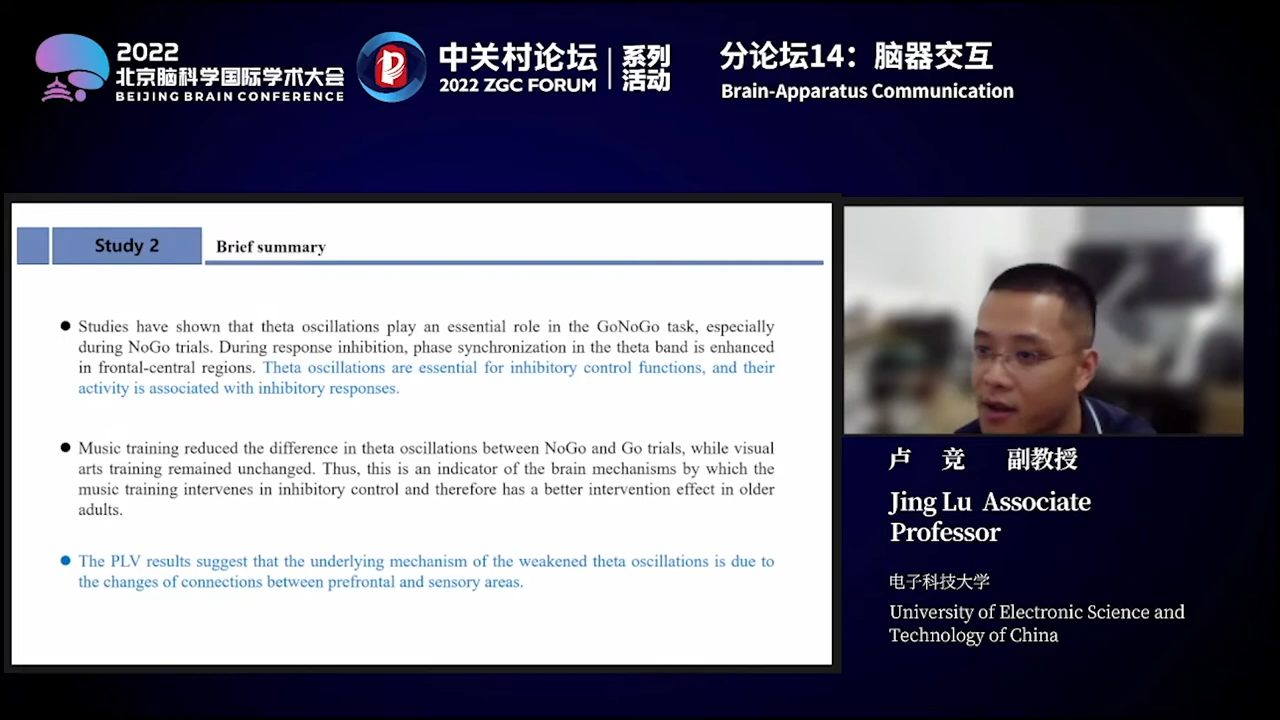 2022
北京脑科学国际学术大会
BEIJING BRAIN CONFERENCE
中关村论坛
2022 ZGC FORUM
系列
活动
分论坛14：脑器交互
Brain-Apparatus Communication
Study 2
Brief summary
● Studies have shown that theta oscillations play an essential role in the GoNoGo task, especially
during NoGo trials. During response inhibition, phase synchronization in the theta band is enhanced
in frontal-central regions. Theta oscillations are essential for inhibitory control functions, and their
activity is associated with inhibitory responses.
● Music training reduced the difference in theta oscillations between NoGo and Go trials, while visual
arts training remained unchanged. Thus, this is an indicator of the brain mechanisms by which the
music training intervenes in inhibitory control and therefore has a better intervention effect in older
adults.
● The PLV results suggest that the underlying mechanism of the weakened theta oscillations is due to
the changes of connections between prefrontal and sensory areas.
卢 竞 副教授
Jing Lu Associate
Professor
电子科技大学
University of Electronic Science and
Technology of China